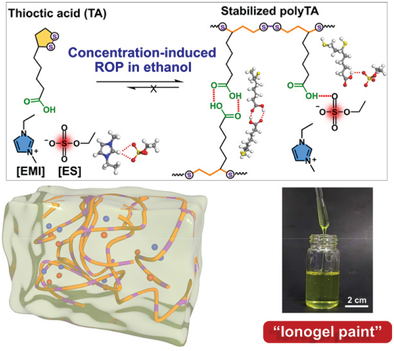 Thioctic acid (TA)
Stabilized polyTA
Concentration-induced
ROP in ethanol
S
S
S
S
S
S
S
S
OH
O
OH
O
HO
O
OH
O
S
O
O
O
O
-
N
N
+
[EMI]
O
O
S
O
O
-
[ES]
N
N
+
2 cm
“Ionogel paint”